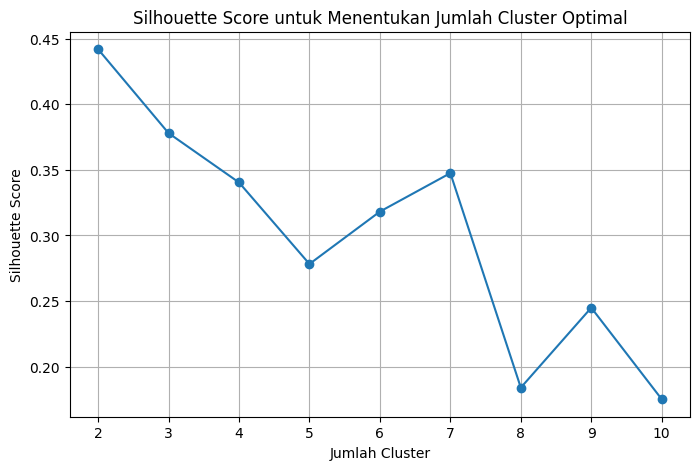 Silhouette Score untuk Menentukan Jumlah Cluster Optimal
0.45
0.40
0.35
0.30
0.25
0.20
Silhouette Score
2 3 4 5 6 7 8 9 10
Jumlah Cluster